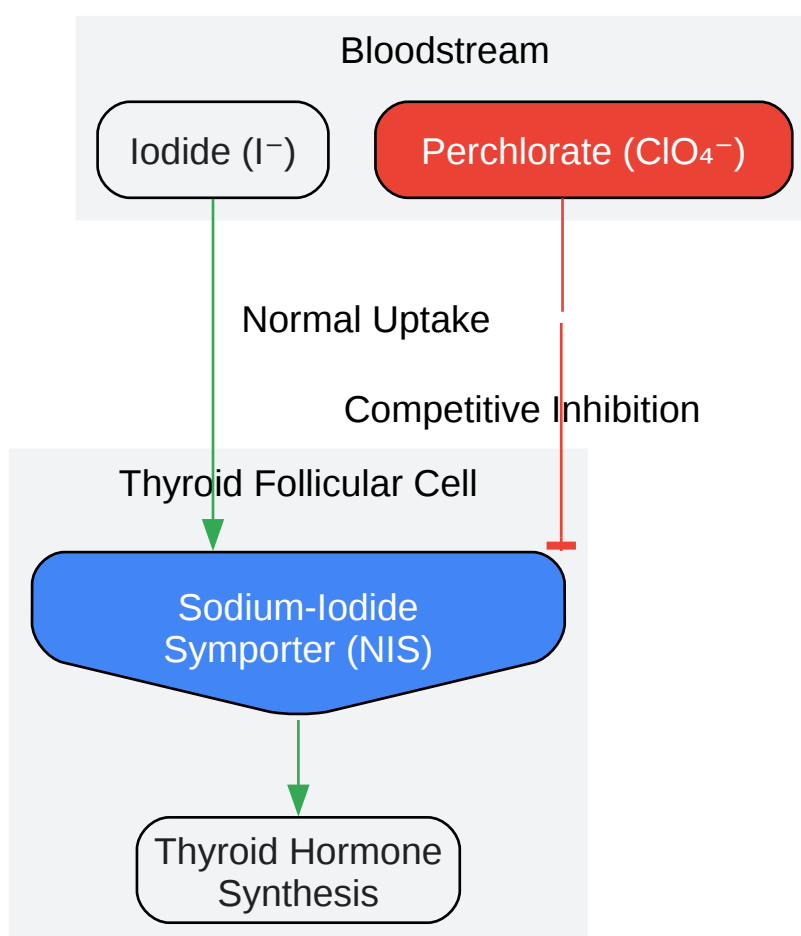 Bloodstream
Iodide (I⁻)
Perchlorate (ClO₄⁻)
Normal Uptake
Competitive Inhibition
Thyroid Follicular Cell
Sodium-Iodide
Symporter (NIS)
Thyroid Hormone
Synthesis